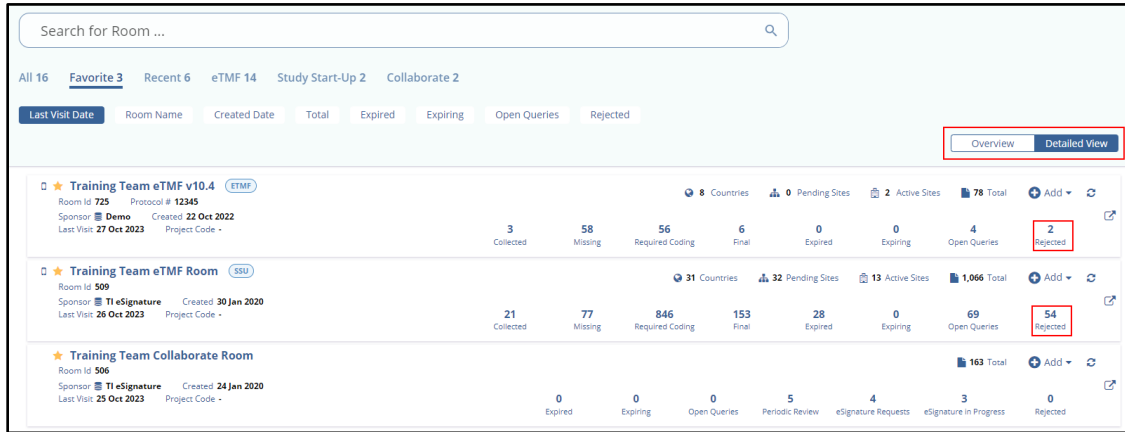 Search for Room ...
All 16 Favorite 3 Recent 6 eTMF 14 Study Start-Up 2 Collaborate 2
Last Visit Date Room Name Created Date Total Expired Expiring Open Queries Rejected
Overview Detailed View
Training Team eTMF v10.4 ETMF 8 Countries 0 Pending Sites 2 Active Sites 78 Total Add
Room Id 725 Protocol # 12345
Sponsor Demo Created 22 Oct 2022
Last Visit 27 Oct 2023 Project Code -
3 58 56 6 0 0 4 2
Collected Missing Required Coding Final Expired Expiring Open Queries Rejected
Training Team eTMF Room SSU 31 Countries 32 Pending Sites 13 Active Sites 1,066 Total Add
Room Id 509
Sponsor TI eSignature Created 30 Jan 2020
Last Visit 26 Oct 2023 Project Code -
21 77 846 153 28 0 69 54
Collected Missing Required Coding Final Expired Expiring Open Queries Rejected
Training Team Collaborate Room 163 Total Add
Room Id 506
Sponsor TI eSignature Created 24 Jan 2020
Last Visit 25 Oct 2023 Project Code -
0 0 0 5 4 3 0
Expired Expiring Open Queries Periodic Review eSignature Requests eSignature in Progress Rejected